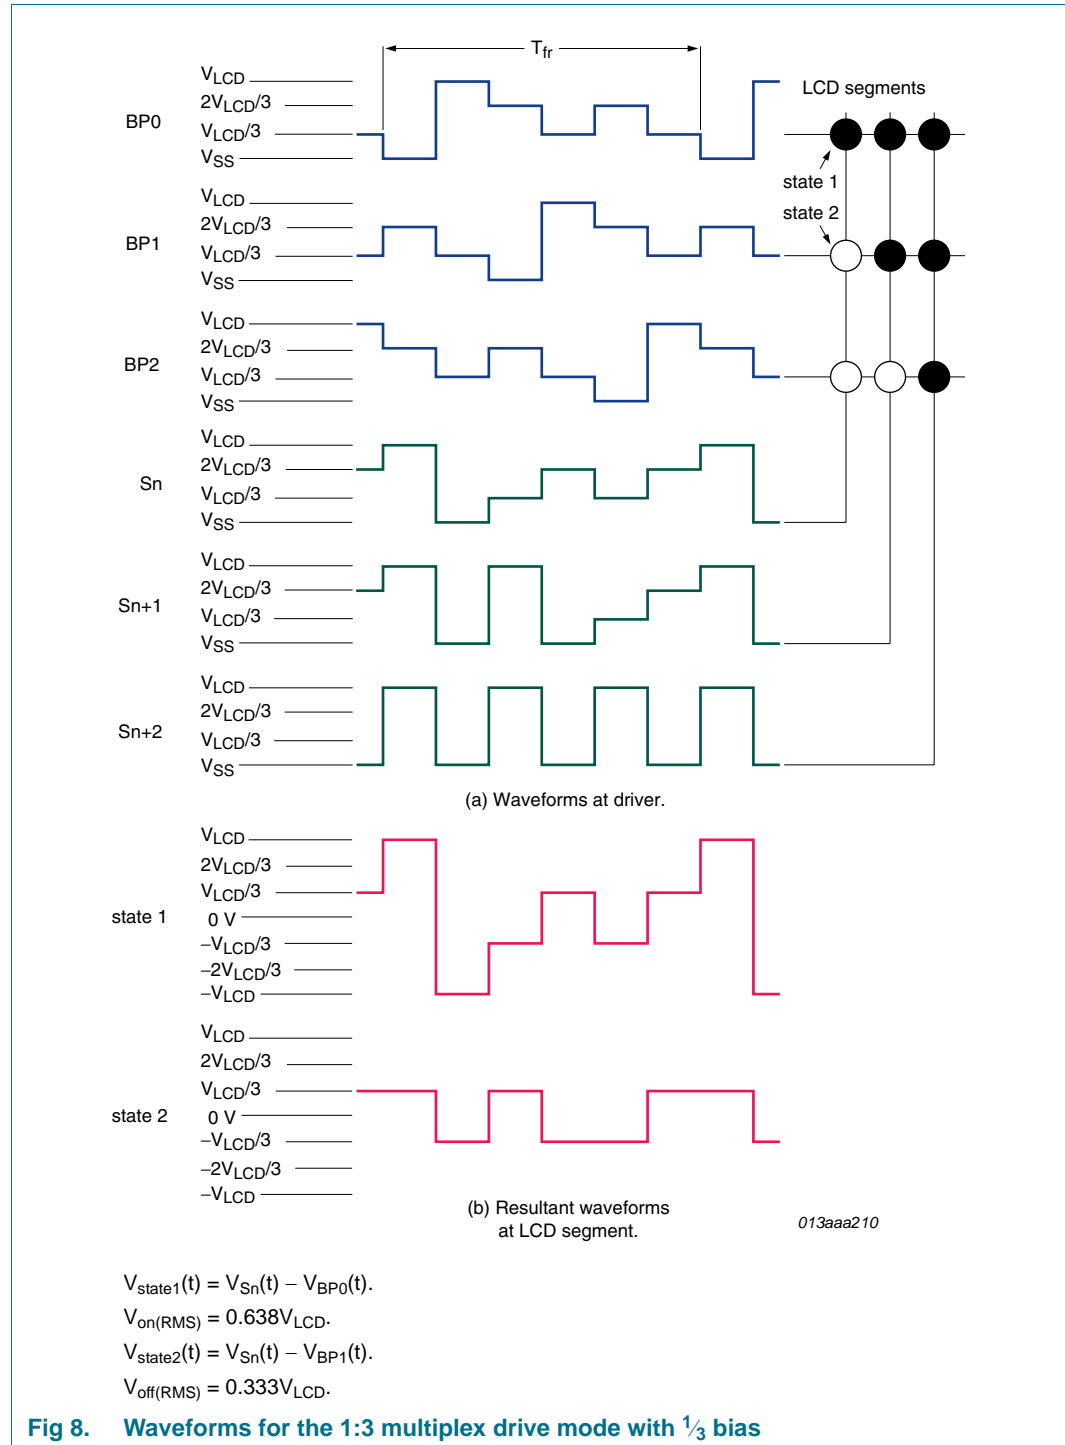 Tfr
BP0
VLCD
2VLCD/3
VLCD/3
VSS
LCD segments
state 1
state 2
BP1
VLCD
2VLCD/3
VLCD/3
VSS
BP2
VLCD
2VLCD/3
VLCD/3
VSS
Sn
VLCD
2VLCD/3
VLCD/3
VSS
Sn+1
VLCD
2VLCD/3
VLCD/3
VSS
Sn+2
VLCD
2VLCD/3
VLCD/3
VSS
(a) Waveforms at driver.
state 1
VLCD
2VLCD/3
VLCD/3
0 V
−VLCD/3
−2VLCD/3
−VLCD
state 2
VLCD
2VLCD/3
VLCD/3
0 V
−VLCD/3
−2VLCD/3
−VLCD
(b) Resultant waveforms
at LCD segment.
013aaa210
Vstate1(t) = VSn(t) − VBP0(t).
Von(RMS) = 0.638VLCD.
Vstate2(t) = VSn(t) − VBP1(t).
Voff(RMS) = 0.333VLCD.
Fig 8. Waveforms for the 1:3 multiplex drive mode with 1⁄3 bias